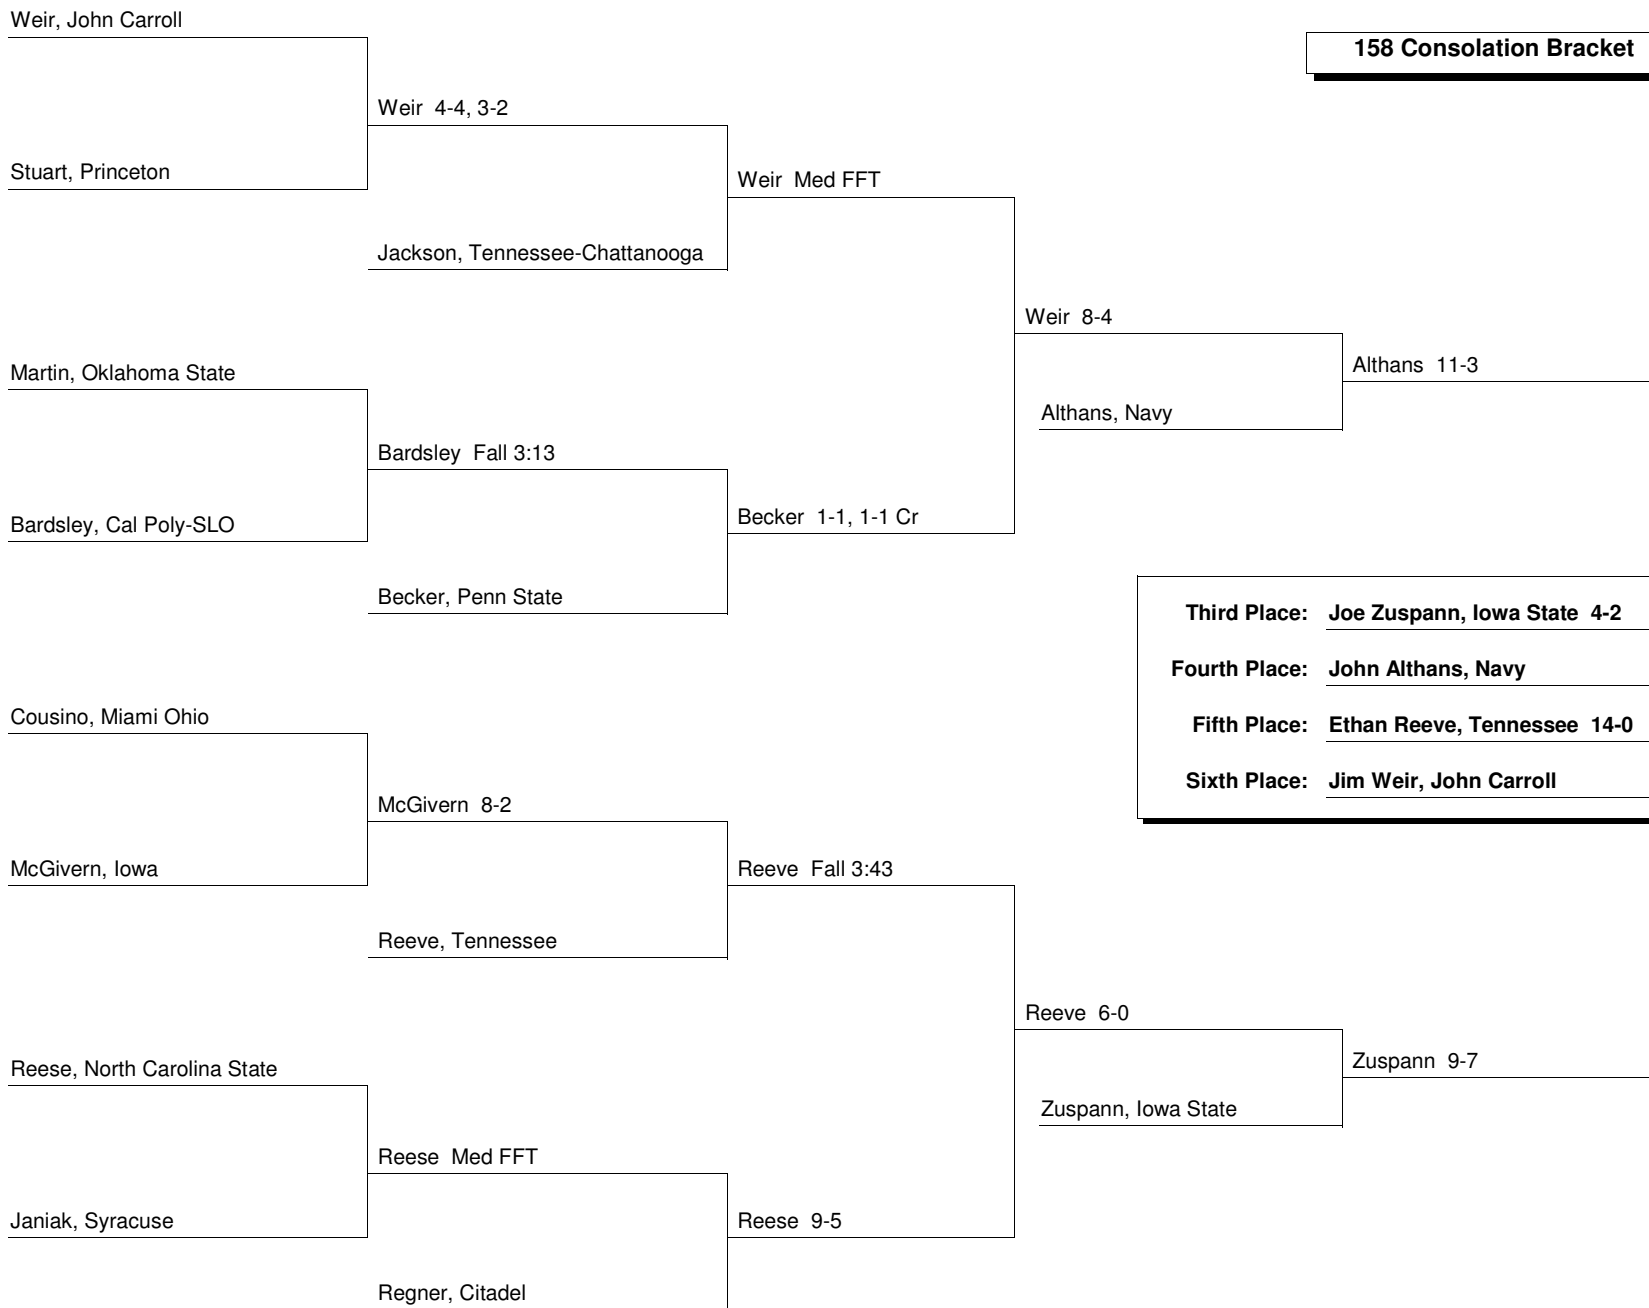 Weir, John Carroll
158 Consolation Bracket
Weir 4-4, 3-2
Stuart, Princeton
Weir Med FFT
Jackson, Tennessee-Chattanooga
Weir 8-4
Martin, Oklahoma State
Althans 11-3
Althans, Navy
Bardsley Fall 3:13
Bardsley, Cal Poly-SLO
Becker 1-1, 1-1 Cr
Becker, Penn State
Third Place: Joe Zuspann, Iowa State 4-2
Fourth Place: John Althans, Navy
Fifth Place: Ethan Reeve, Tennessee 14-0
Sixth Place: Jim Weir, John Carroll
Cousino, Miami Ohio
McGivern 8-2
McGivern, Iowa
Reeve Fall 3:43
Reeve, Tennessee
Reeve 6-0
Reese, North Carolina State
Zuspann 9-7
Zuspann, Iowa State
Reese Med FFT
Janiak, Syracuse
Reese 9-5
Regner, Citadel